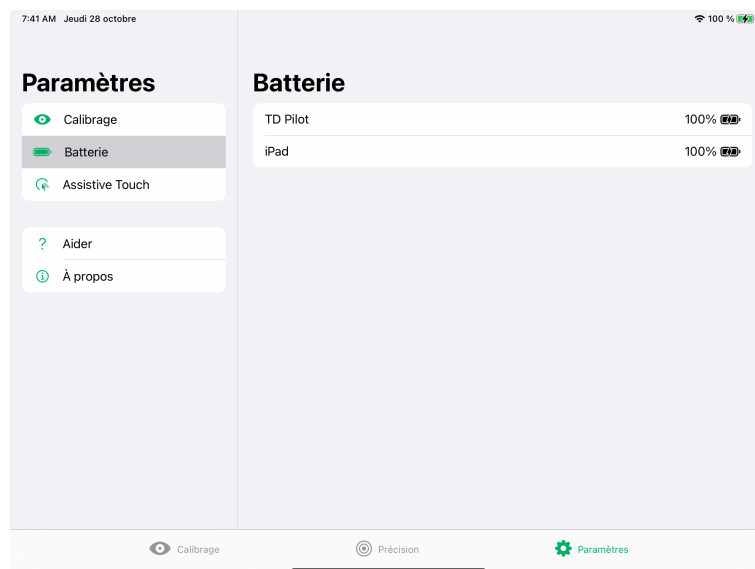 7:41 AM Jeudi 28 octobre
100 %
Paramètres
Calibrage
Batterie
Assistive Touch
Aider
À propos
Batterie
TD Pilot 100%
iPad 100%
Calibrage
Précision
Paramètres